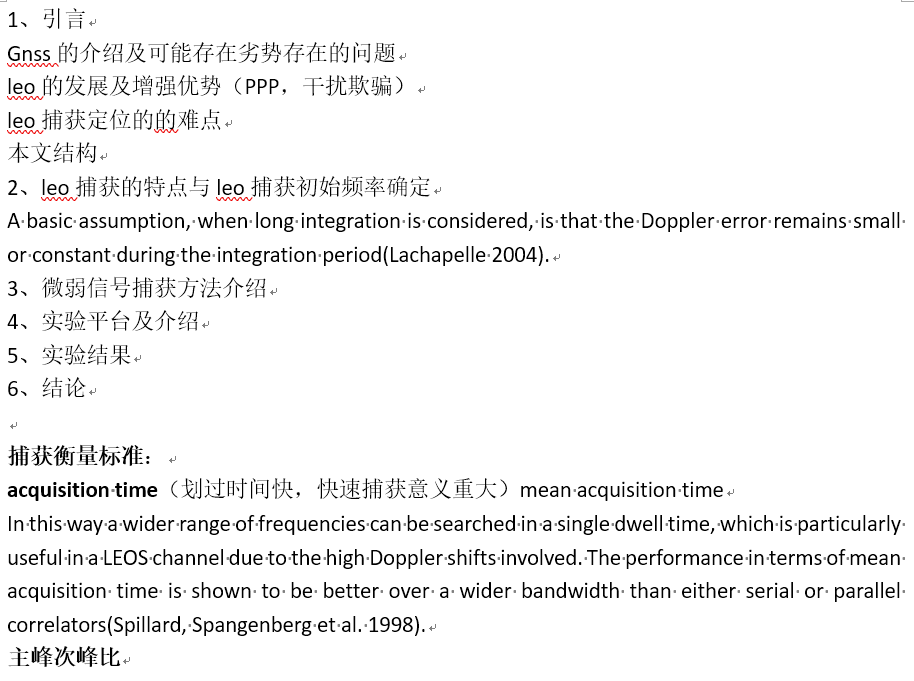 1、引言
Gnss 的介绍及可能存在劣势存在的问题
leo 的发展及增强优势（PPP，干扰欺骗）
leo 捕获定位的的难点
本文结构
2、leo 捕获的特点与 leo 捕获初始频率确定
A basic assumption, when long integration is considered, is that the Doppler error remains small
or constant during the integration period(Lachapelle 2004).
3、微弱信号捕获方法介绍
4、实验平台及介绍
5、实验结果
6、结论
捕获衡量标准：
acquisition time（划过时间快，快速捕获意义重大）mean acquisition time
In this way a wider range of frequencies can be searched in a single dwell time, which is particularly
useful in a LEOS channel due to the high Doppler shifts involved. The performance in terms of mean
acquisition time is shown to be better over a wider bandwidth than either serial or parallel
correlators(Spillard, Spangenberg et al. 1998).
主峰次峰比